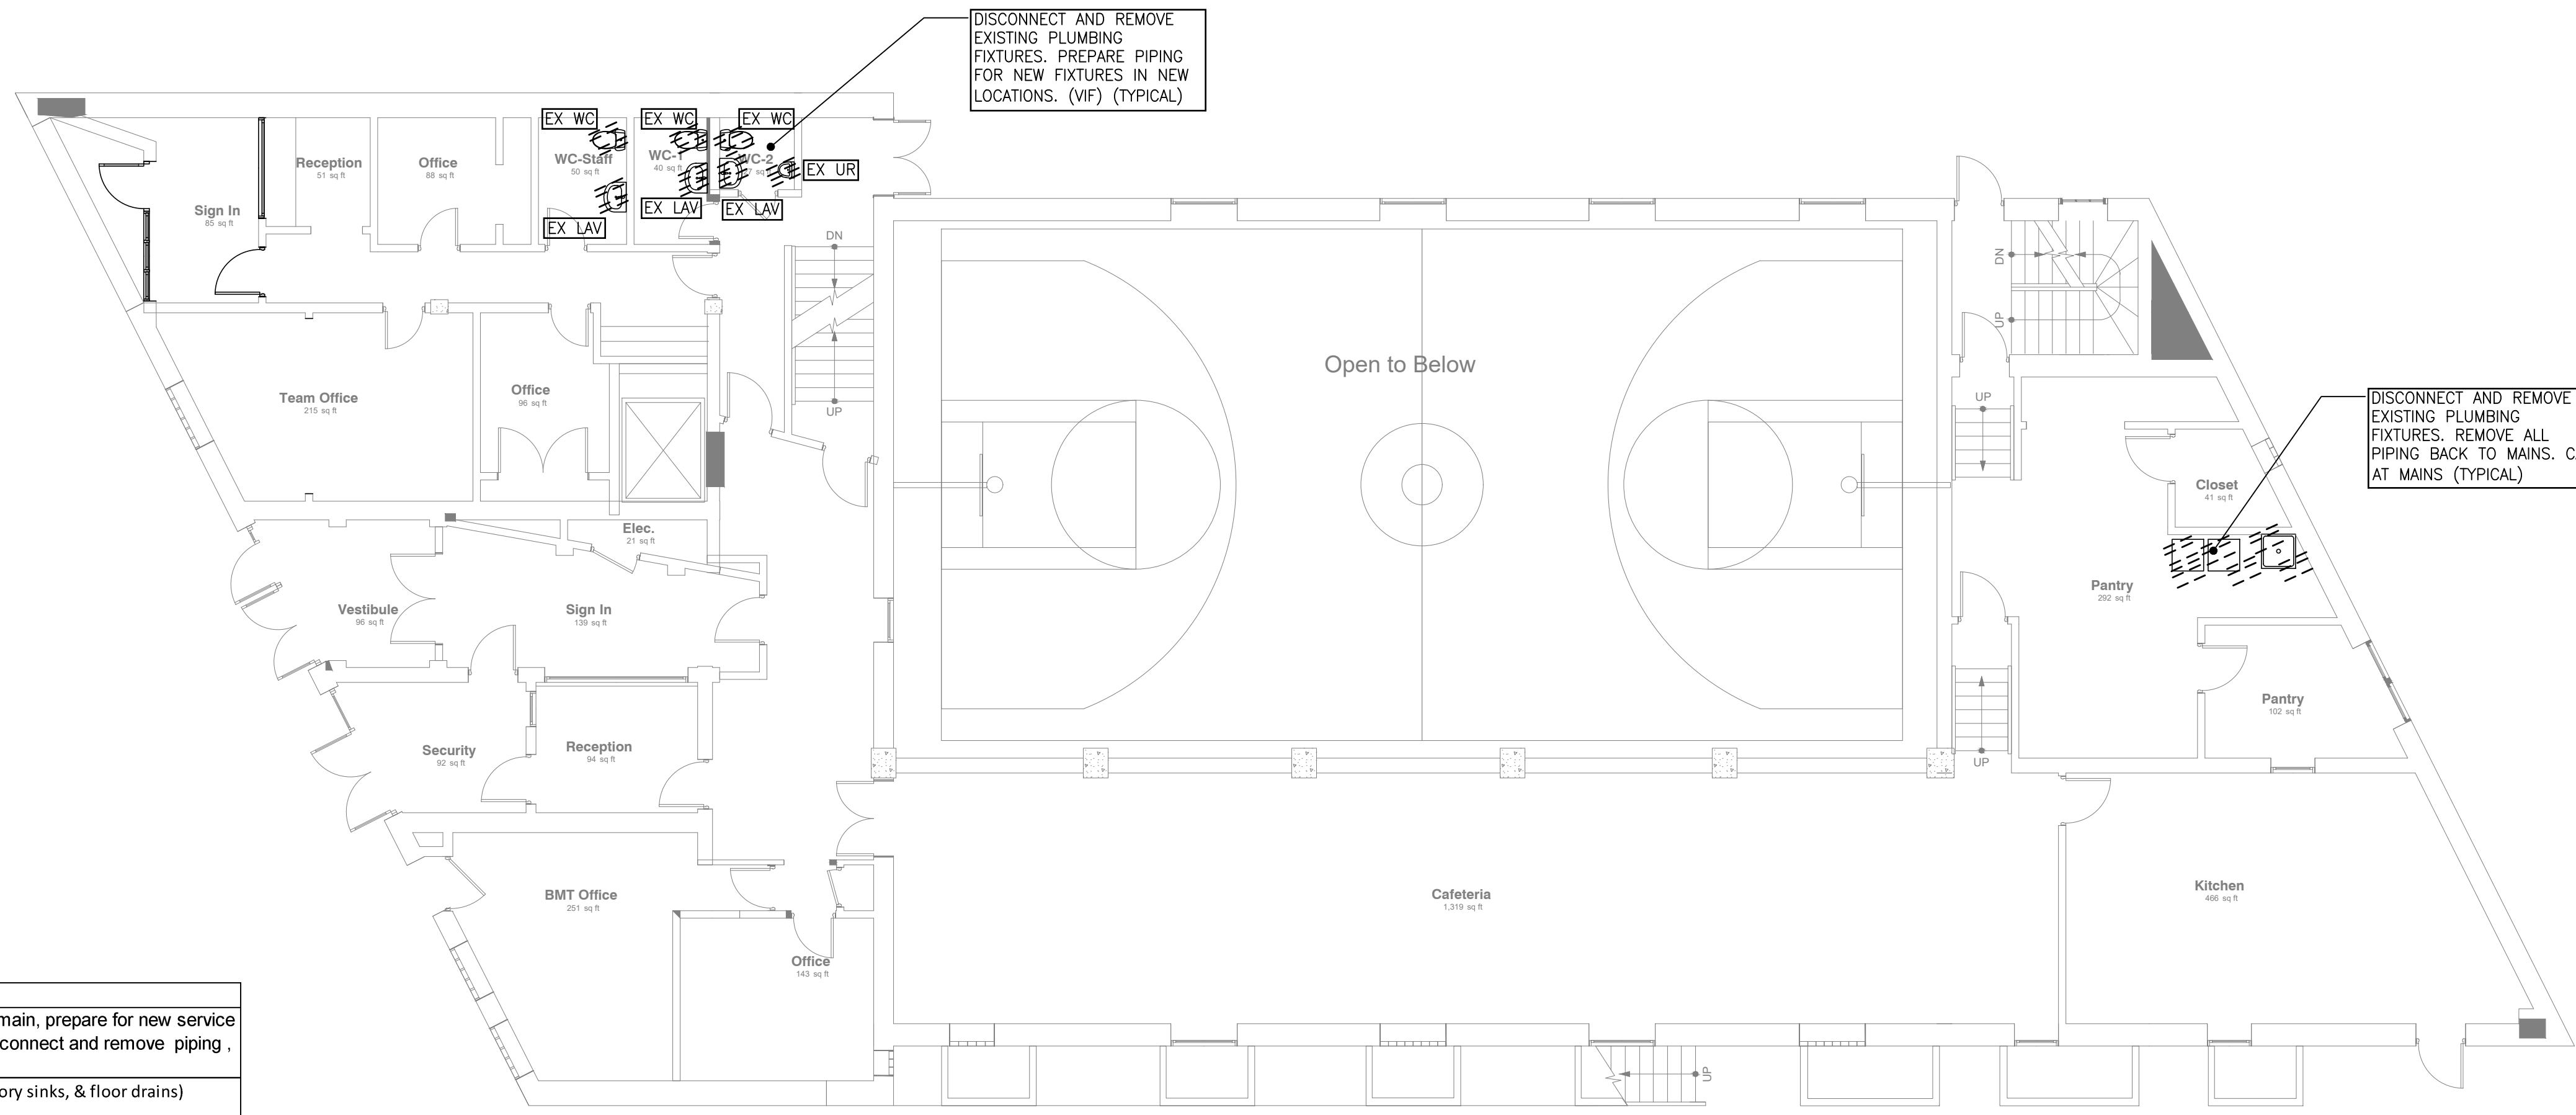 DISCONNECT AND REMOVE
EXISTING PLUMBING
FIXTURES. PREPARE PIPING
FOR NEW FIXTURES IN NEW
LOCATIONS. (VIF) (TYPICAL)
EX WC
EX WC
EX WC
Reception
51 sq ft
Office
88 sq ft
WC-Staff
50 sq ft
WC-1
40 sq ft
WC-2
sq ft
EX UR
Sign In
85 sq ft
EX LAV
EX LAV
EX LAV
DN
UP
DN
UP
Open to Below
Team Office
215 sq ft
Office
96 sq ft
UP
DISCONNECT AND REMOVE
EXISTING PLUMBING
FIXTURES. REMOVE ALL
PIPING BACK TO MAINS.
AT MAINS (TYPICAL)
Closet
41 sq ft
Elec.
21 sq ft
Vestibule
96 sq ft
Sign In
139 sq ft
Pantry
292 sq ft
Pantry
102 sq ft
Security
92 sq ft
Reception
94 sq ft
UP
BMT Office
251 sq ft
Cafeteria
1,319 sq ft
Kitchen
466 sq ft
Office
143 sq ft
main, prepare for new service
connect and remove piping ,
ory sinks, & floor drains)
UP